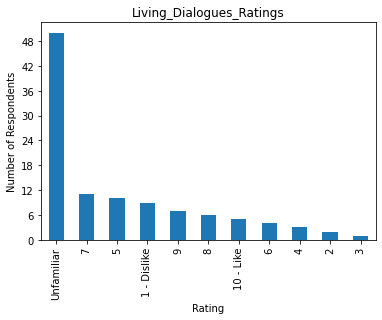 Living_Dialogues_Ratings
Number of Respondents
48
42
36
30
24
18
12
6
0
Unfamiliar
7
5
1 - Dislike
9
8
10 - Like
6
4
2
3
Rating